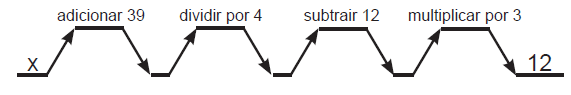 adicionar 39 dividir por 4 subtrair 12 multiplicar por 3
x 12